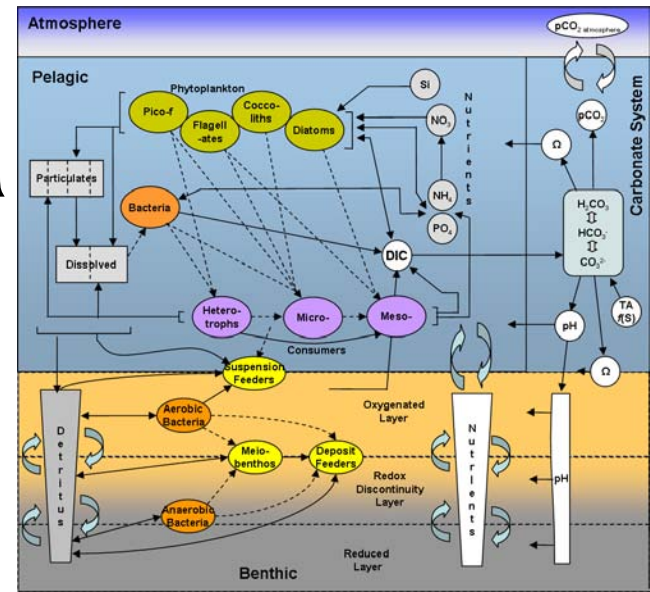 Atmosphere
pCO2 atmosphere
Pelagic
Phytoplankton
Pico-f
Flagell
-ates
Cocco-
liths
Diatoms
Si
NO3
NH4
PO4
Nutrients
Carbonate System
pCO2
Ω
H2CO3
HCO3-
CO32-
TA
f(S)
pH
Ω
Particulates
Dissolved
Bacteria
DIC
Hetero-
trophs
Micro-
Meso-
Consumers
Suspension
Feeders
Aerobic
Bacteria
Oxygenated
Layer
Detritus
Meio-
benthos
Deposit
Feeders
Nutrients
pH
Redox
Discontinuity
Layer
Anaerobic
Bacteria
Reduced
Layer
Benthic